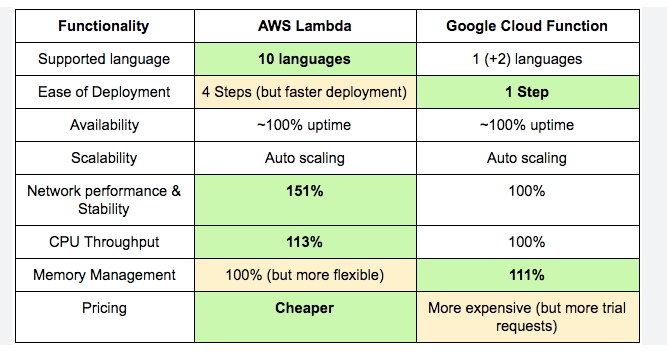 Functionality AWS Lambda Google Cloud Function
Supported language 10 languages 1 (+2) languages
Ease of Deployment 4 Steps (but faster deployment) 1 Step
Availability ~100% uptime ~100% uptime
Scalability Auto scaling Auto scaling
Network performance &
Stability 151% 100%
CPU Throughput 113% 100%
Memory Management 100% (but more flexible) 111%
Pricing Cheaper More expensive (but more trial
requests)